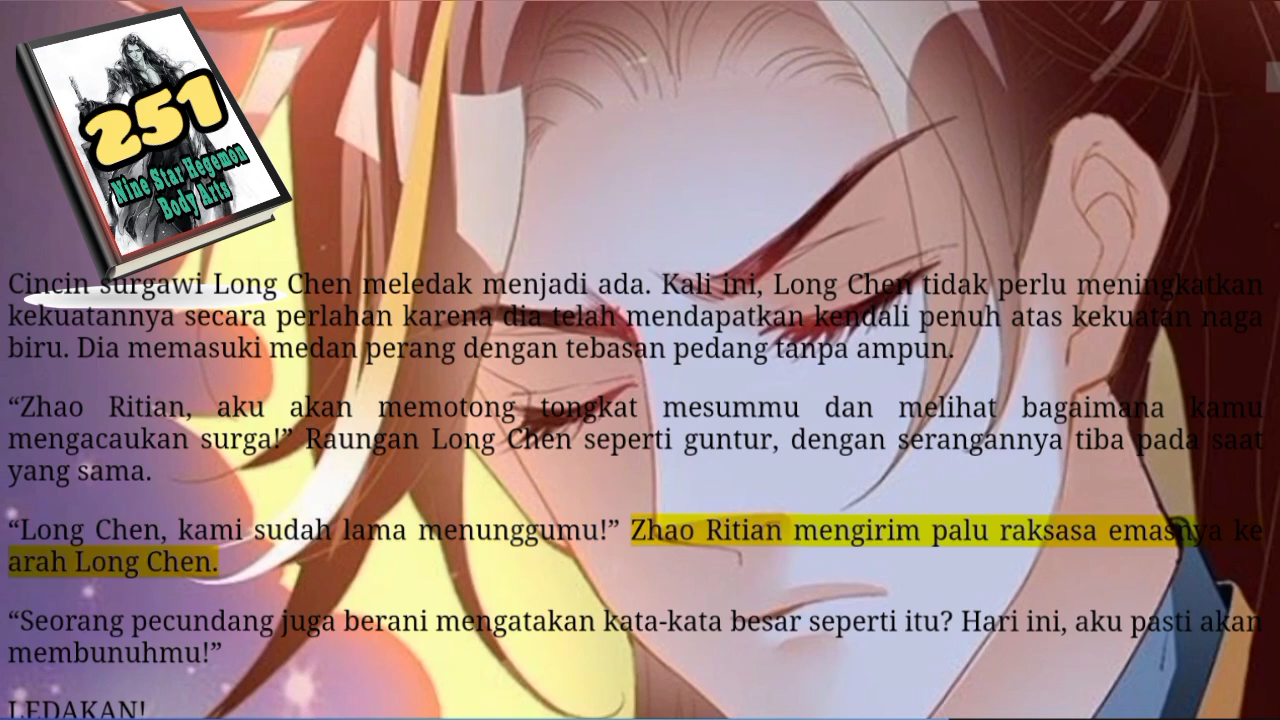 251
Nine Star Hegemon
Body Arts
Cincin surgawi Long Chen meledak menjadi ada. Kali ini, Long Chen tidak perlu meningkatkan
kekuatannya secara perlahan karena dia telah mendapatkan kendali penuh atas kekuatan naga
biru. Dia memasuki medan perang dengan tebasan pedang tanpa ampun.
“Zhao Ritian, aku akan memotong tongkat mesummu dan melihat bagaimana kamu
mengacaukan surga!” Raungan Long Chen seperti guntur, dengan serangannya tiba pada saat
yang sama.
“Long Chen, kami sudah lama menunggumu!” Zhao Ritian mengirim palu raksasa emasnya ke
arah Long Chen.
“Seorang pecundang juga berani mengatakan kata-kata besar seperti itu? Hari ini, aku pasti akan
membunuhmu!”
LEDAKAN!